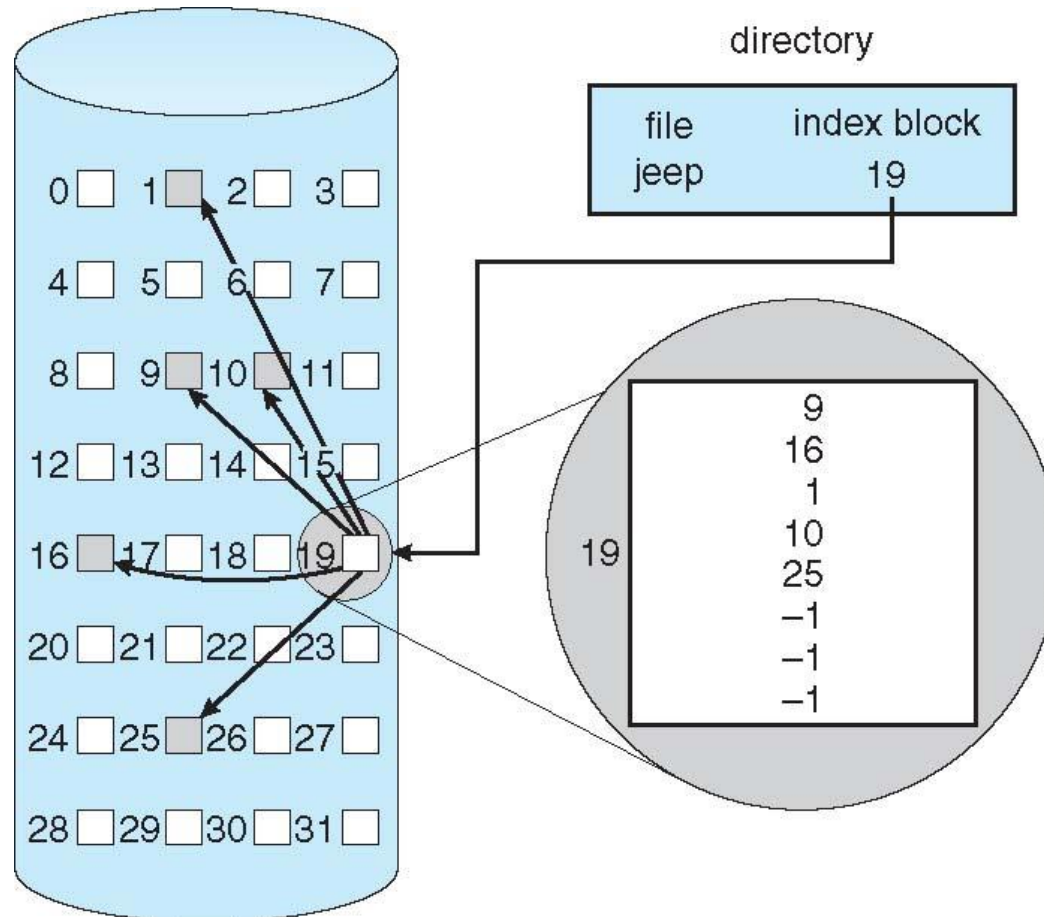 directory
file index block
jeep 19
0 1 2 3
4 5 6 7
8 9 10 11
12 13 14 15
16 17 18 19
20 21 22 23
24 25 26 27
28 29 30 31
19
9
16
1
10
25
–1
–1
–1